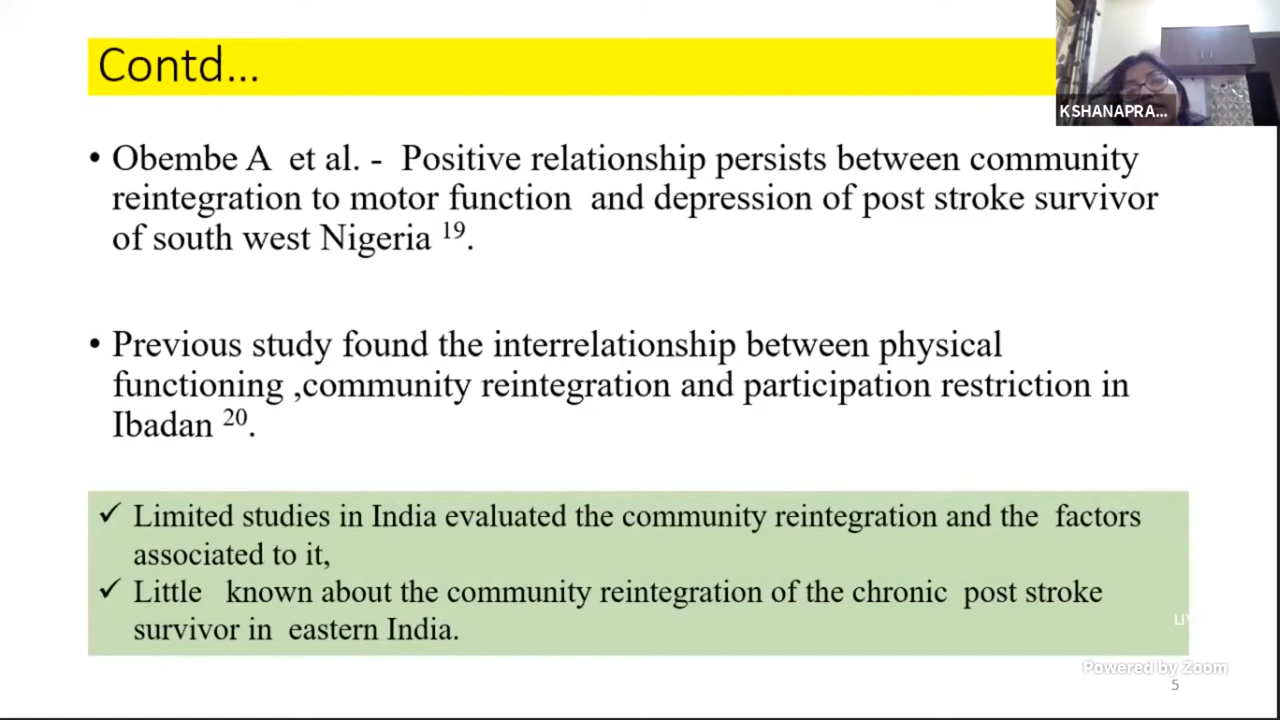 Contd...
KSHANAPRA...
• Obembe A et al. - Positive relationship persists between community
reintegration to motor function and depression of post stroke survivor
of south west Nigeria 19.
• Previous study found the interrelationship between physical
functioning ,community reintegration and participation restriction in
Ibadan 20.
✓ Limited studies in India evaluated the community reintegration and the factors
associated to it,
✓ Little known about the community reintegration of the chronic post stroke
survivor in eastern India.
Powered by Zoom
5